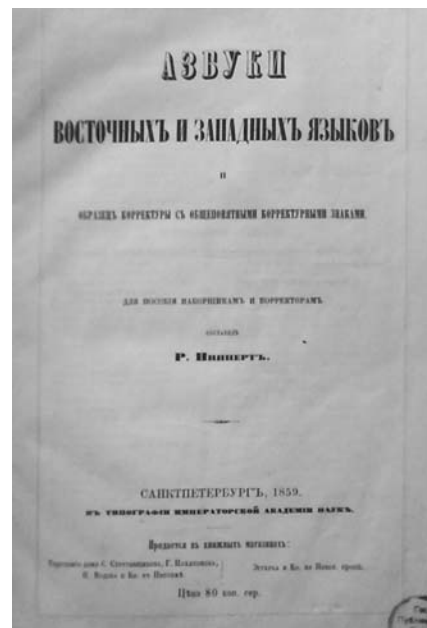 АЗБУКИ
ВОСТОЧНЫХЪ И ЗАПАДНЫХЪ ЯЗЫКОВЪ
И
ОБРАЗЕЦЪ КОРРЕКТУРЫ СЪ ОБЩЕПОНЯТНЫМИ КОРРЕКТУРНЫМИ ЗНАКАМИ,
ДЛЯ ПОСОБІЯ НАБОРЩИКАМЪ И КОРРЕКТОРАМЪ
СОСТАВИЛЪ
Р.
САНКТПЕТЕРБУРГЪ, 1859.
ВЪ ТИПОГРАФІИ ИМПЕРАТОРСКОЙ АКАДЕМІИ НАУКЪ.
Продается въ книжныхъ магазинахъ:
Цѣна 80 коп. сер.